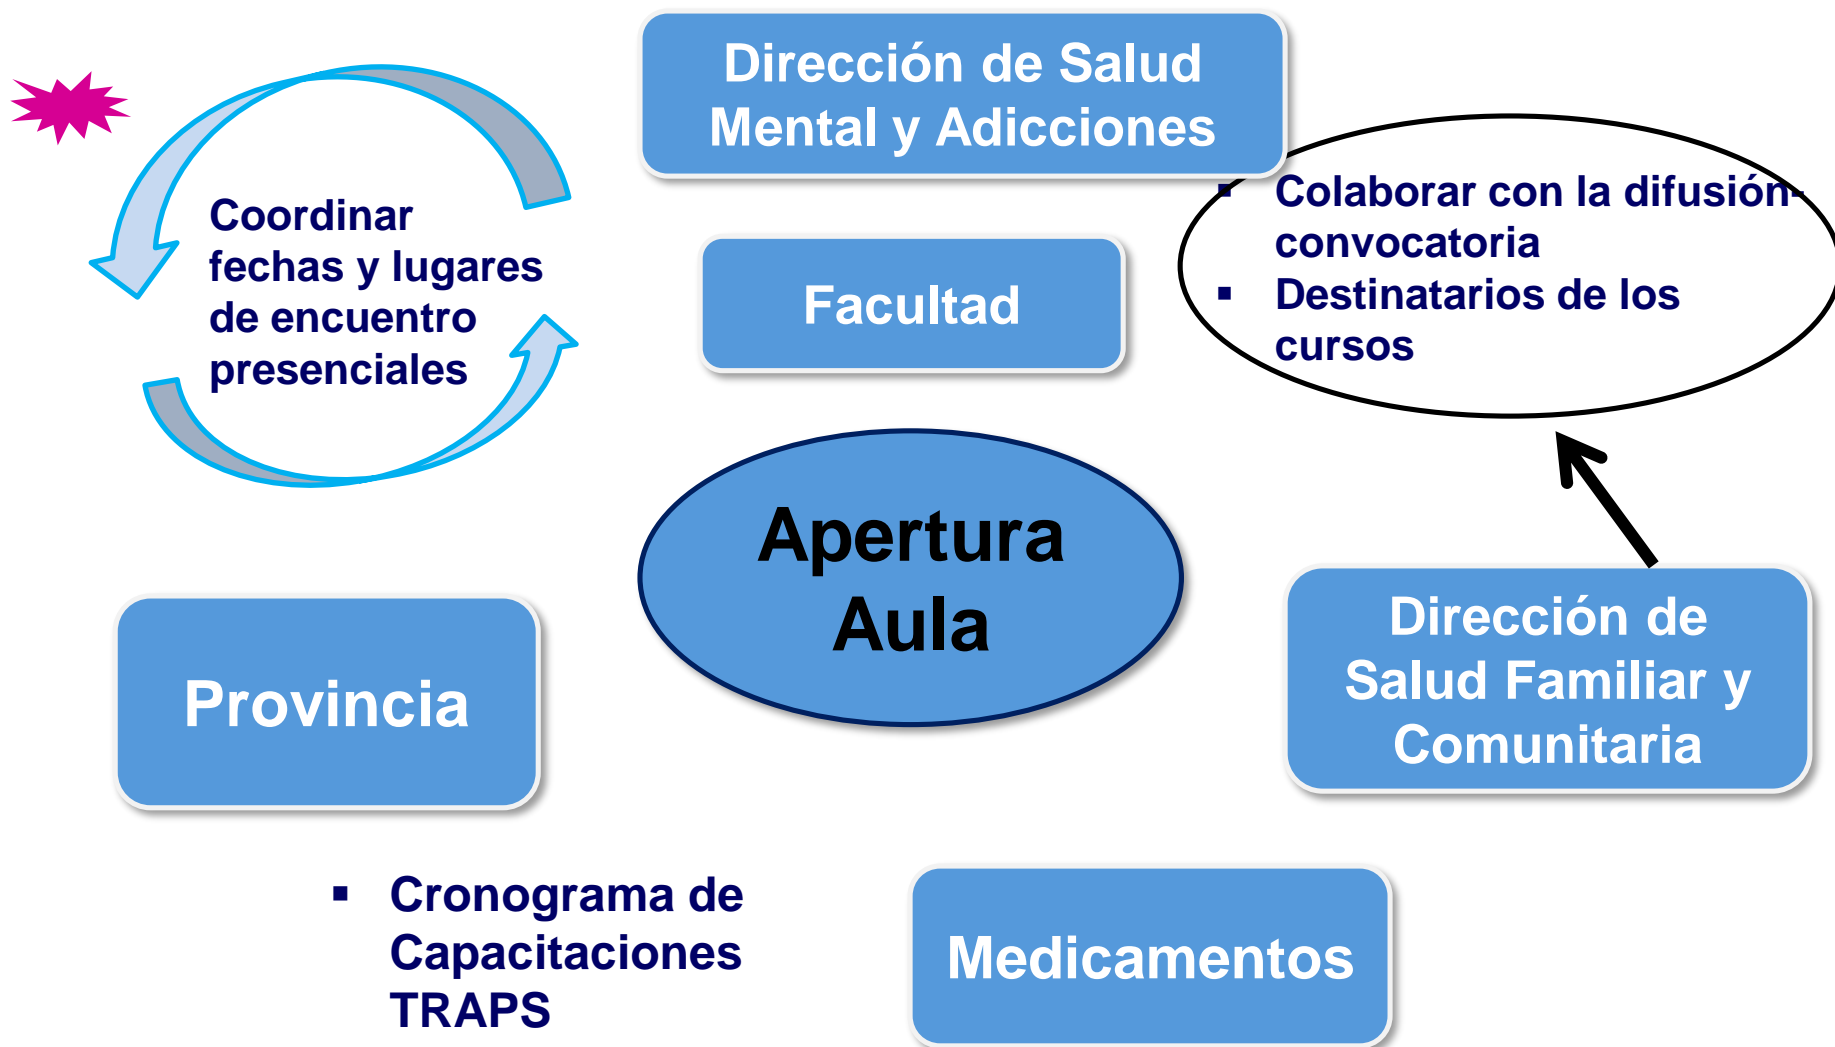 Dirección de Salud
Mental y Adicciones
Coordinar
fechas y lugares
de encuentro
presenciales
▪ Colaborar con la difusión-
convocatoria
▪ Destinatarios de los
cursos
Facultad
Apertura
Aula
Provincia
Dirección de
Salud Familiar y
Comunitaria
▪ Cronograma de
Capacitaciones
TRAPS
Medicamentos